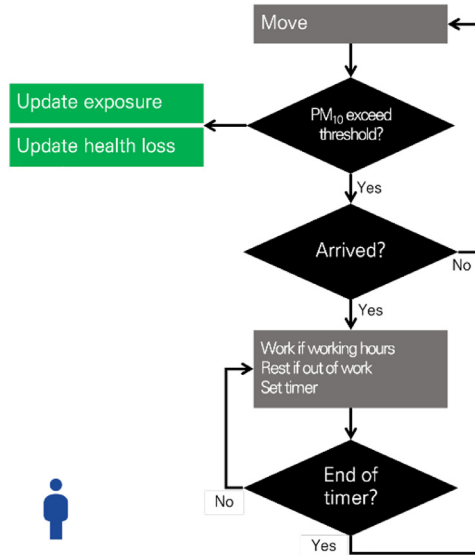 Move
PM₁₀ exceed
threshold?
Update exposure
Update health loss
Yes
Arrived?
No
Yes
Work if working hours
Rest if out of work
Set timer
End of
timer?
No
Yes